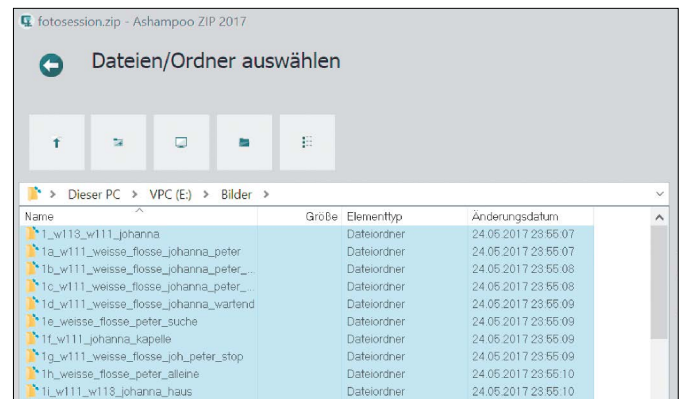 fotosession.zip - Ashampoo ZIP 2017
Dateien/Ordner auswählen
> Dieser PC > VPC (E:) > Bilder >
Name Größe Elementtyp Änderungsdatum
1_w113_w111_johanna Dateiordner 24.05.2017 23:55:07
1a_w111_weisse_flosse_johanna_peter Dateiordner 24.05.2017 23:55:07
1b_w111_weisse_flosse_johanna_peter_... Dateiordner 24.05.2017 23:55:08
1c_w111_weisse_flosse_johanna_peter_... Dateiordner 24.05.2017 23:55:08
1d_w111_weisse_flosse_johanna_wartend Dateiordner 24.05.2017 23:55:09
1e_weisse_flosse_peter_suche Dateiordner 24.05.2017 23:55:09
1f_w111_johanna_kapelle Dateiordner 24.05.2017 23:55:09
1g_w111_weisse_flosse_joh_peter_stop Dateiordner 24.05.2017 23:55:09
1h_weisse_flosse_peter_alleine Dateiordner 24.05.2017 23:55:10
1i_w111_w113_johanna_haus Dateiordner 24.05.2017 23:55:10